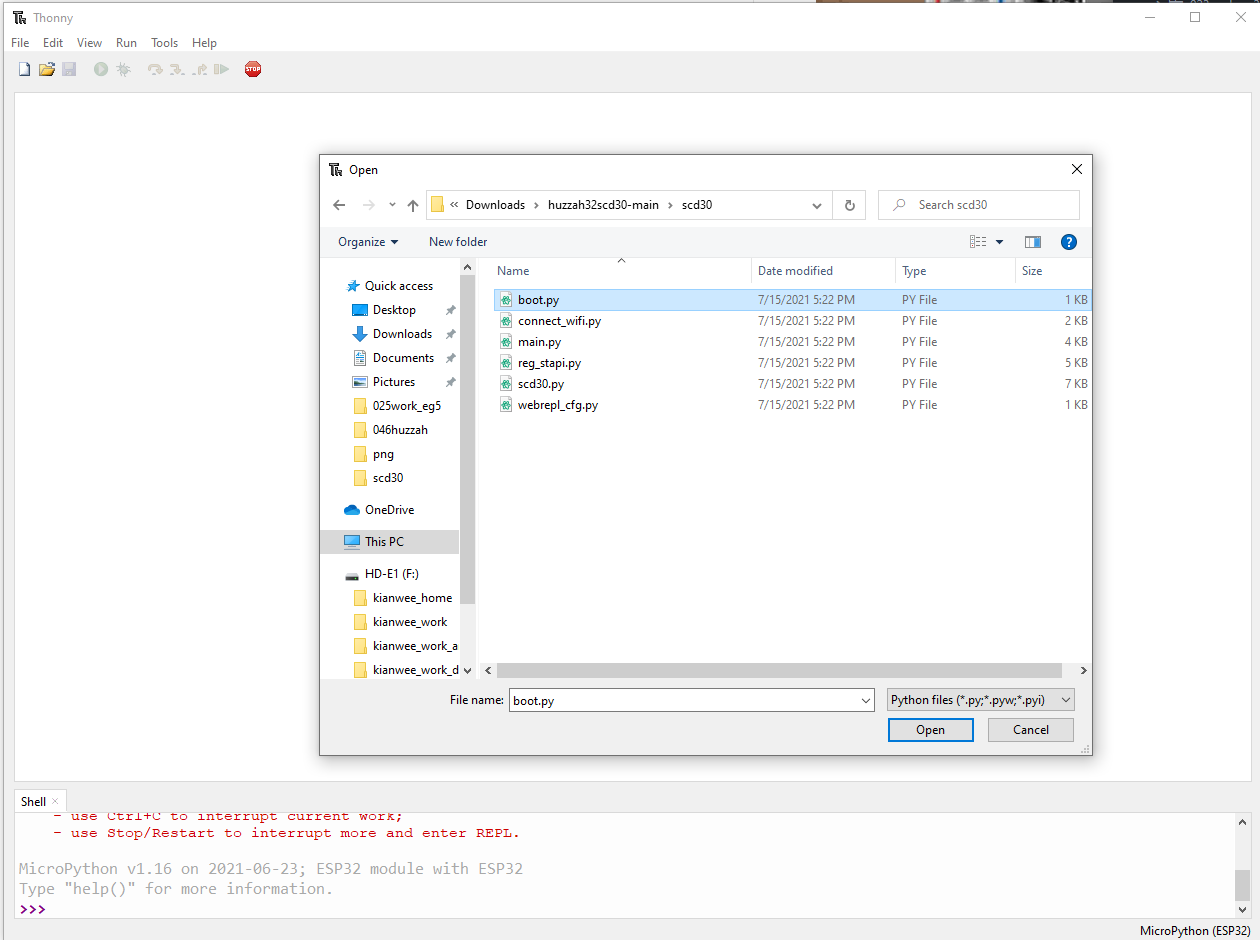 Thonny
File Edit View Run Tools Help
STOP
Open
« Downloads › huzzah32scd30-main › scd30
Search scd30
Organize New folder
?
Name Date modified Type Size
Quick access
Desktop
Downloads
Documents
Pictures
025work_eg5
046huzzah
png
scd30
OneDrive
This PC
HD-E1 (F:)
kianwee_home
kianwee_work
kianwee_work_a
kianwee_work_d
boot.py 7/15/2021 5:22 PM PY File 1 KB
connect_wifi.py 7/15/2021 5:22 PM PY File 2 KB
main.py 7/15/2021 5:22 PM PY File 4 KB
reg_stapi.py 7/15/2021 5:22 PM PY File 5 KB
scd30.py 7/15/2021 5:22 PM PY File 7 KB
webrepl_cfg.py 7/15/2021 5:22 PM PY File 1 KB
File name: boot.py Python files (*.py;*.pyw;*.pyi)
Open Cancel
Shell
- use Ctrl+C to interrupt current work;
- use Stop/Restart to interrupt more and enter REPL.
MicroPython v1.16 on 2021-06-23; ESP32 module with ESP32
Type "help()" for more information.
>>>
MicroPython (ESP32)